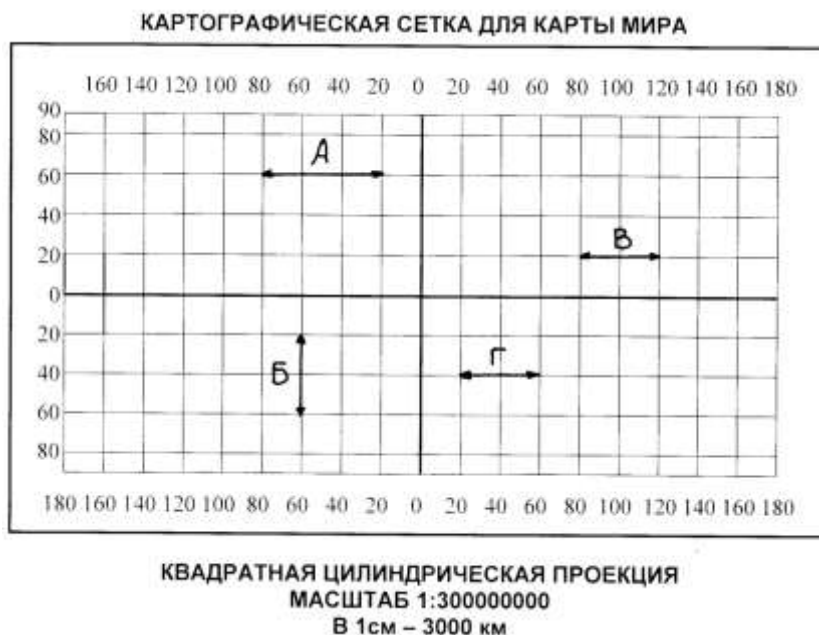 КАРТОГРАФИЧЕСКАЯ СЕТКА ДЛЯ КАРТЫ МИРА
160 140 120 100 80 60 40 20 0 20 40 60 80 100 120 140 160 180
90
80
А
60
40
В
20
0
20
Г
Б
40
60
80
180 160 140 120 100 80 60 40 20 0 20 40 60 80 100 120 140 160 180
КВАДРАТНАЯ ЦИЛИНДРИЧЕСКАЯ ПРОЕКЦИЯ
МАСШТАБ 1:300000000
В 1см – 3000 км